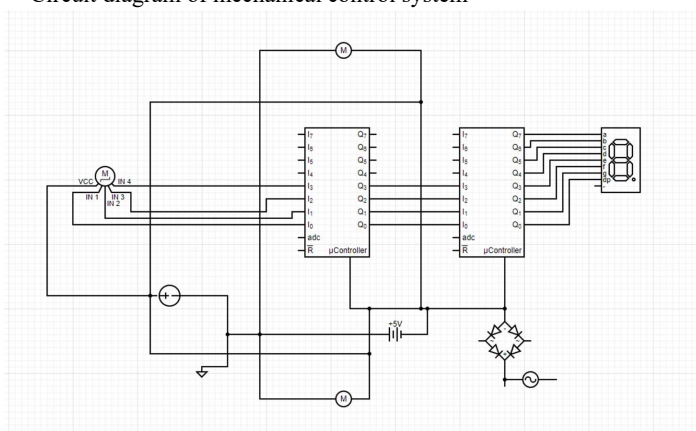 Circuit diagram of mechanical control system
M
I7 Q7
I6 Q6
I5 Q5
I4 Q4
I3 Q3
I2 Q2
I1 Q1
I0 Q0
adc
R µController
I7 Q7
I6 Q6
I5 Q5
I4 Q4
I3 Q3
I2 Q2
I1 Q1
I0 Q0
adc
R µController
a
b
c
d
e
f
g
dp
-
M
VCC IN 4
IN 1 IN 3
IN 2
+
+5V
M